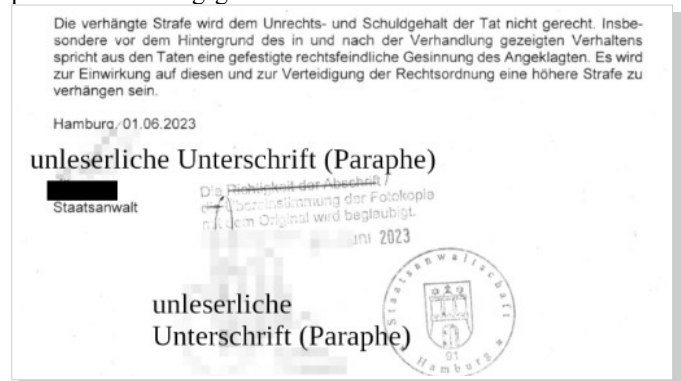 Die verhängte Strafe wird dem Unrechts- und Schuldgehalt der Tat nicht gerecht. Insbe-
sondere vor dem Hintergrund des in und nach der Verhandlung gezeigten Verhaltens
spricht aus den Taten eine gefestigte rechtsfeindliche Gesinnung des Angeklagten. Es wird
zur Einwirkung auf diesen und zur Verteidigung der Rechtsordnung eine höhere Strafe zu
verhängen sein.
Hamburg, 01.06.2023
unleserliche Unterschrift (Paraphe)
Staatsanwalt
Die Richtigkeit der Abschrift /
die Übereinstimmung der Fotokopie
mit dem Original wird beglaubigt.
2023
unleserliche
Unterschrift (Paraphe)
Staatsanwaltschaft
Hamburg
91